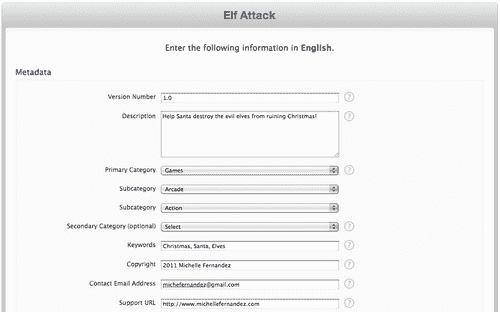 Elf Attack
Enter the following information in English.
Metadata
Version Number 1.0 ?
Description Help Santa destroy the evil elves from ruining Christmas! ?
Primary Category Games ?
Subcategory Arcade
Subcategory Action
Secondary Category (optional) Select ?
Keywords Christmas, Santa, Elves ?
Copyright 2011 Michelle Fernandez ?
Contact Email Address michefernandez@gmail.com ?
Support URL http://www.michellefernandez.com ?